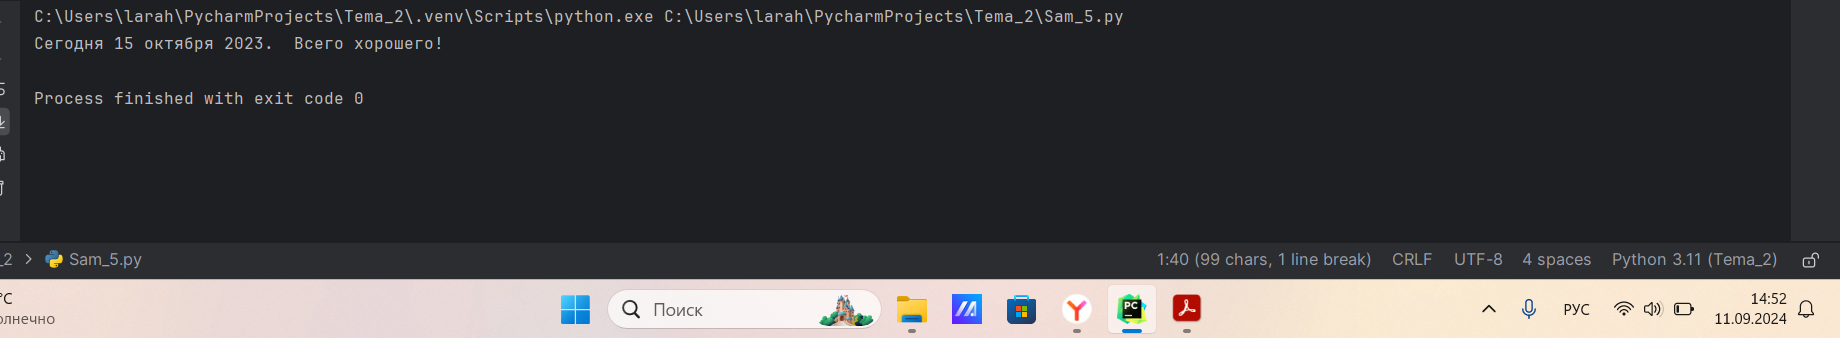 C:\Users\larah\PycharmProjects\Tema_2\.venv\Scripts\python.exe C:\Users\larah\PycharmProjects\Tema_2\Sam_5.py
Сегодня 15 октября 2023.  Всего хорошего!
Process finished with exit code 0
_2 > Sam_5.py 1:40 (99 chars, 1 line break) CRLF UTF-8 4 spaces Python 3.11 (Tema_2)
°C
олнечно
Поиск
PC
РУС
14:52
11.09.2024